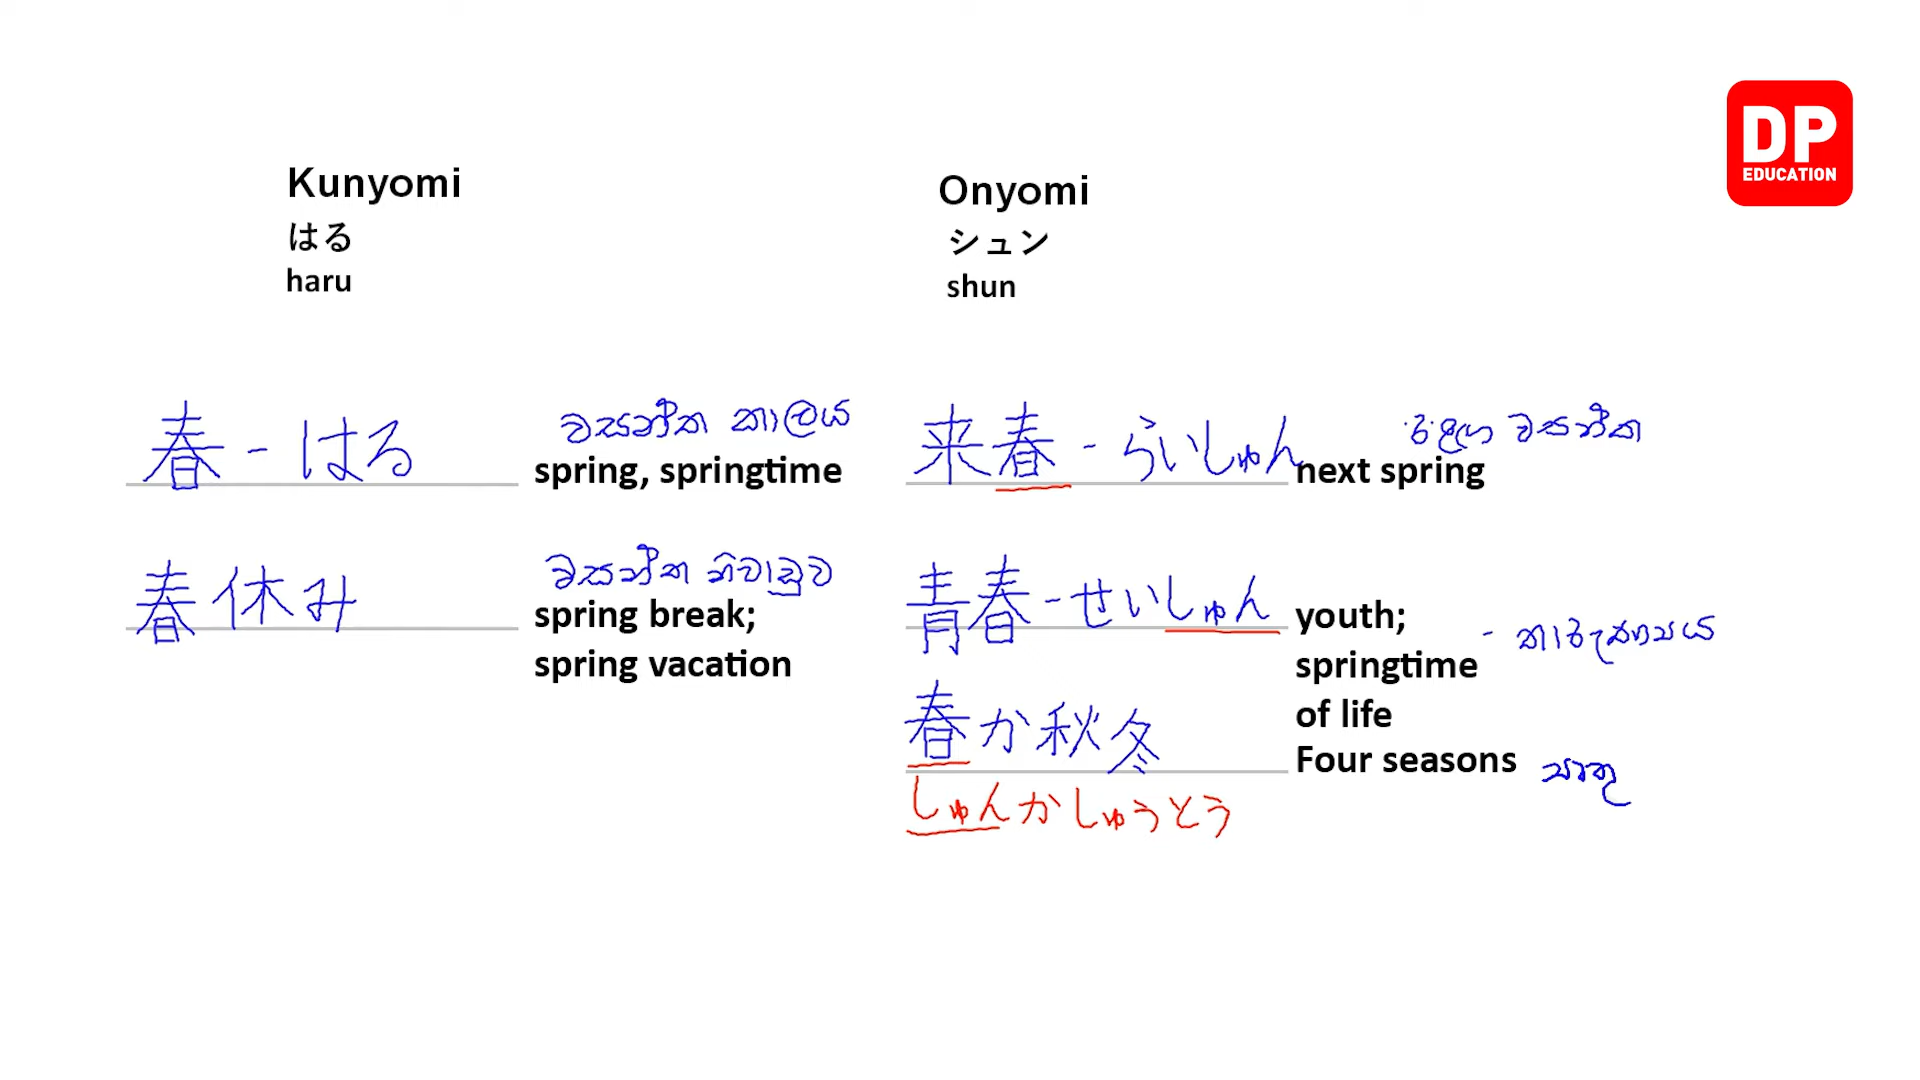 DP
EDUCATION
Kunyomi
はる
haru
Onyomi
シュン
shun
春 - はる
වසන්ත කාලය
spring, springtime
春休み
වසන්ත නිවාඩුව
spring break;
spring vacation
来春 - らいしゅん
ඊළඟ වසන්ත
next spring
青春 - せいしゅん
youth;
springtime
of life
- තාරුණ්‍යය
春か秋冬
Four seasons
しゅんかしゅうとう